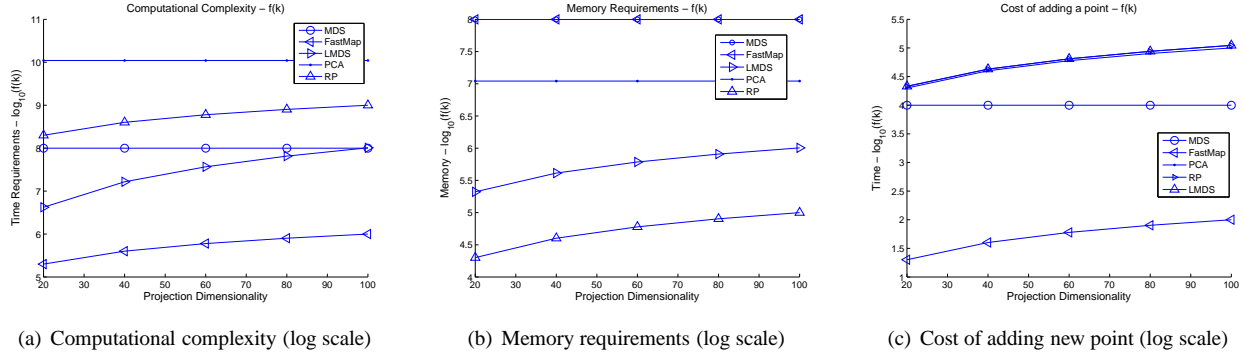 Computational Complexity – f(k)
Time Requirements – log10(f(k))
11
10
9
8
7
6
5
20 30 40 50 60 70 80 90 100
Projection Dimensionality
MDS
FastMap
LMDS
PCA
RP
(a) Computational complexity (log scale)
Memory Requirements – f(k)
Memory – log10(f(k))
8
7.5
7
6.5
6
5.5
5
4.5
4
20 30 40 50 60 70 80 90 100
Projection Dimensionality
MDS
FastMap
LMDS
PCA
RP
(b) Memory requirements (log scale)
Cost of adding a point – f(k)
Time – log10(f(k))
5.5
5
4.5
4
3.5
3
2.5
2
1.5
1
20 30 40 50 60 70 80 90 100
Projection Dimensionality
MDS
FastMap
PCA
RP
LMDS
(c) Cost of adding new point (log scale)